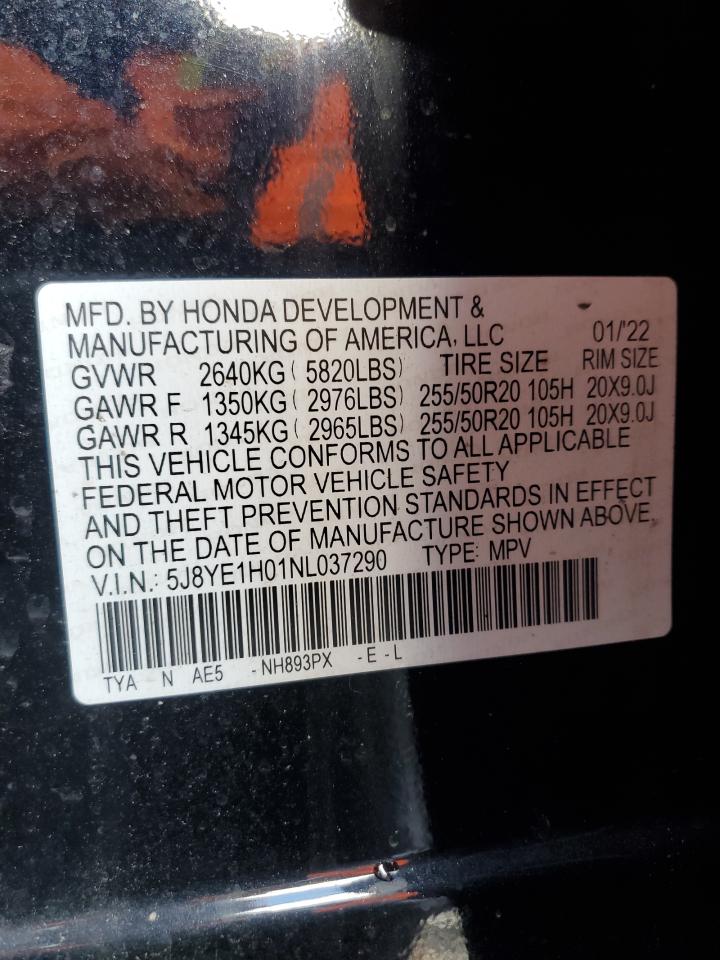 MFD. BY HONDA DEVELOPMENT &
MANUFACTURING OF AMERICA, LLC 01/'22
GVWR 2640KG ( 5820LBS) TIRE SIZE RIM SIZE
GAWR F 1350KG ( 2976LBS) 255/50R20 105H 20X9.0J
GAWR R 1345KG ( 2965LBS) 255/50R20 105H 20X9.0J
THIS VEHICLE CONFORMS TO ALL APPLICABLE
FEDERAL MOTOR VEHICLE SAFETY
AND THEFT PREVENTION STANDARDS IN EFFECT
ON THE DATE OF MANUFACTURE SHOWN ABOVE.
V.I.N.: 5J8YE1H01NL037290 TYPE: MPV
TYA N AE5 -NH893PX -E -L